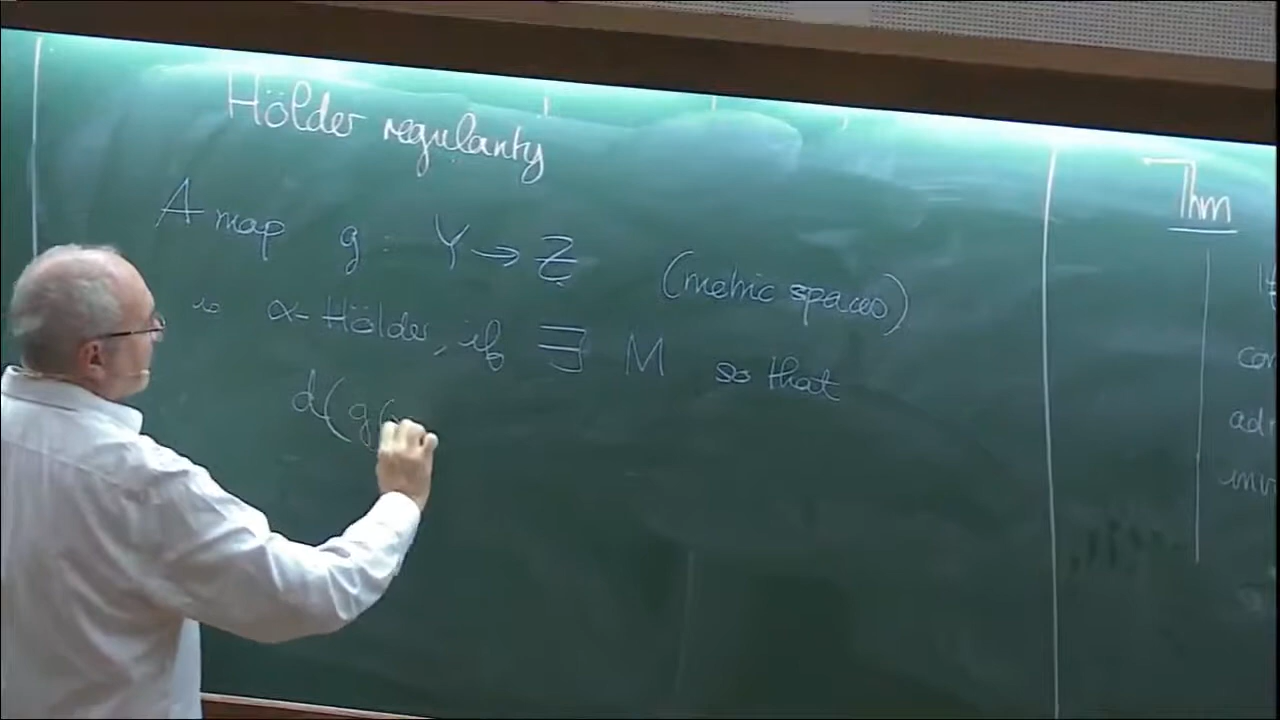 Hölder regularity
A map g : Y → Z (metric spaces)
is α-Hölder, if ∃ M so that
d(g(
Thm